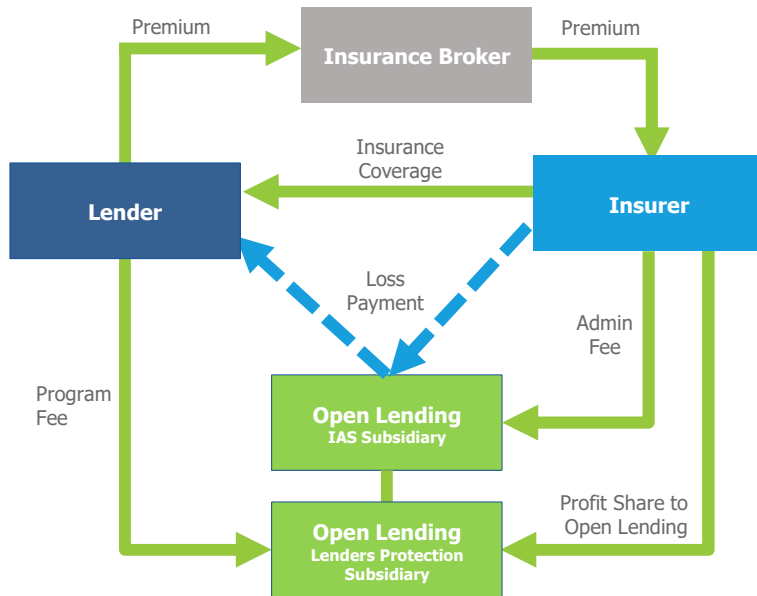 Premium
Insurance Broker
Premium
Insurance
Coverage
Lender
Insurer
Loss
Payment
Admin
Fee
Program
Fee
Open Lending
IAS Subsidiary
Profit Share to
Open Lending
Open Lending
Lenders Protection
Subsidiary